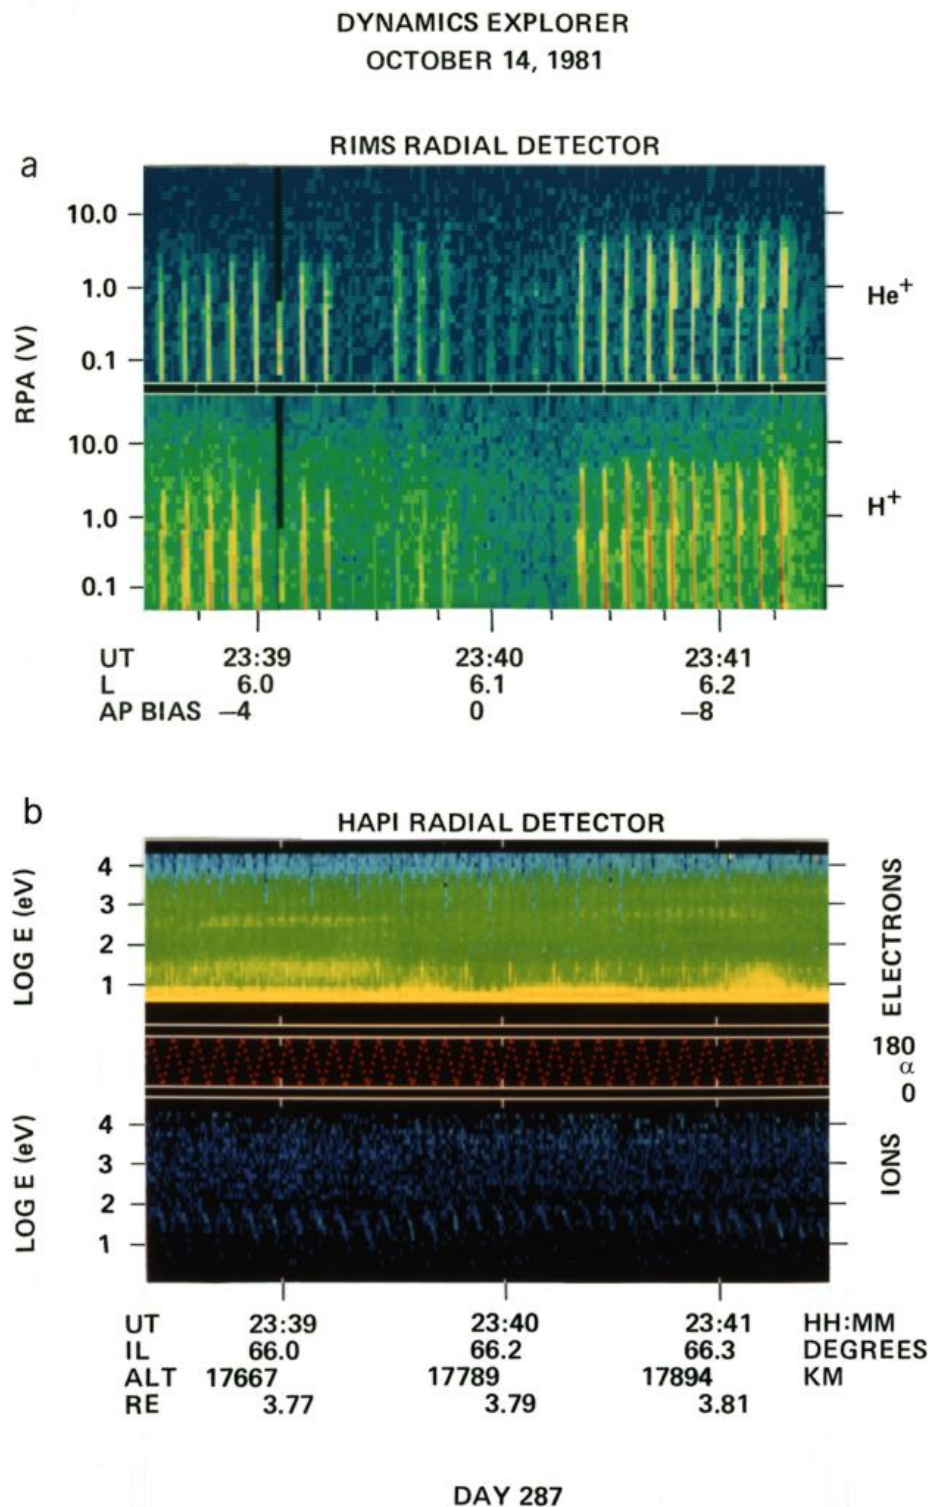 DYNAMICS EXPLORER
OCTOBER 14, 1981
a
RIMS RADIAL DETECTOR
RPA (V)
10.0
1.0
0.1
He+
10.0
1.0
0.1
H+
UT 23:39 23:40 23:41
L 6.0 6.1 6.2
AP BIAS −4 0 −8
b
HAPI RADIAL DETECTOR
LOG E (eV)
4
3
2
1
ELECTRONS
180
α
0
LOG E (eV)
4
3
2
1
IONS
UT 23:39 23:40 23:41 HH:MM
IL 66.0 66.2 66.3 DEGREES
ALT 17667 17789 17894 KM
RE 3.77 3.79 3.81
DAY 287